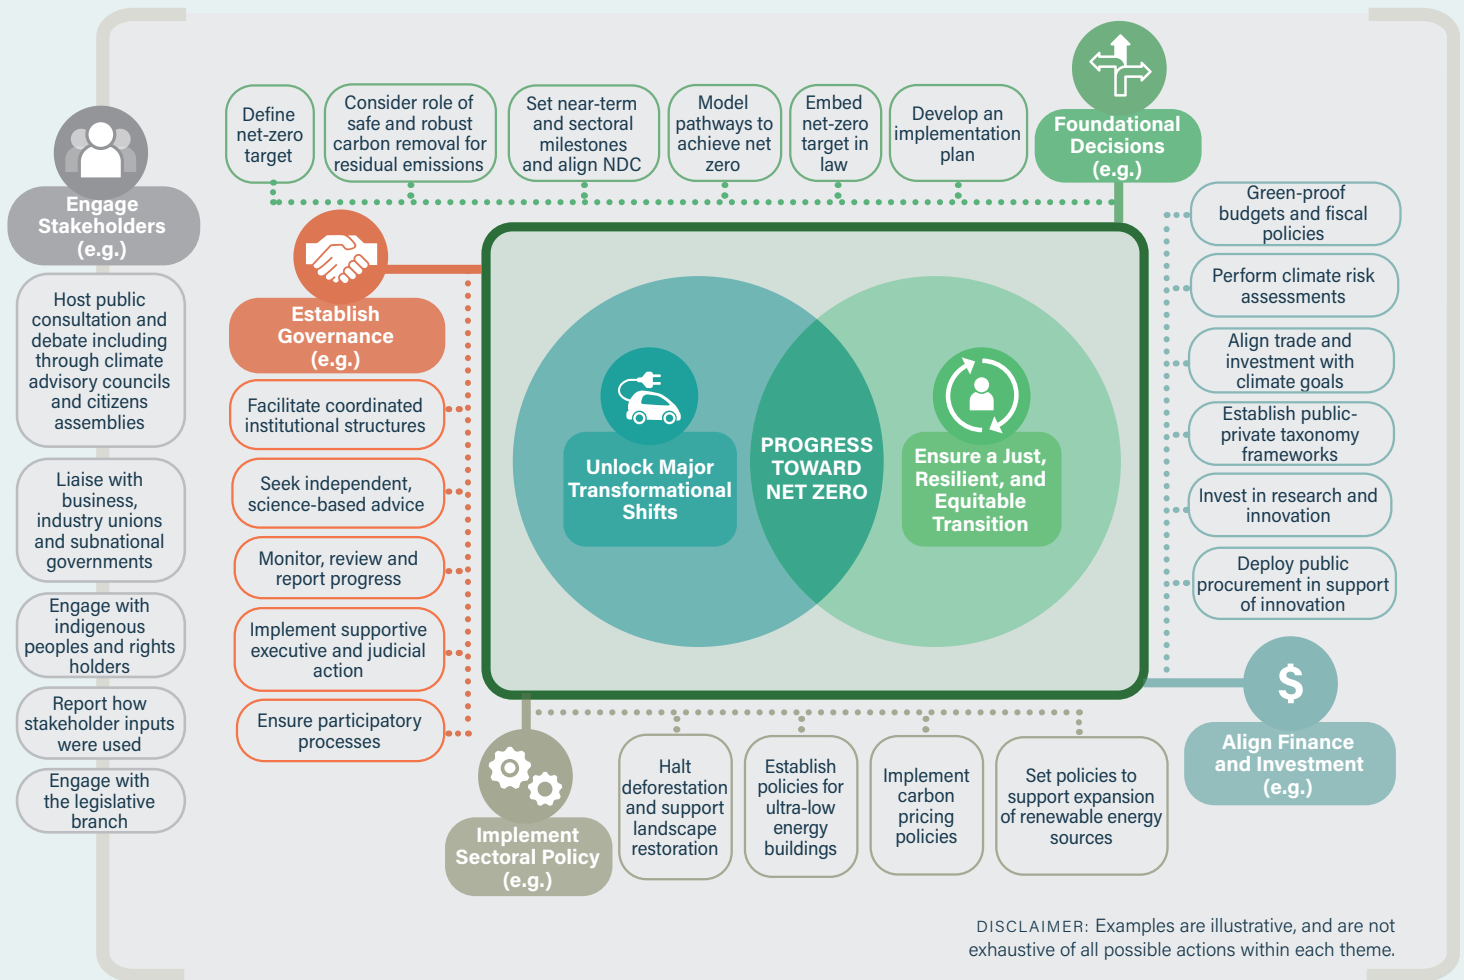 Engage
Stakeholders
(e.g.)
Host public
consultation and
debate including
through climate
advisory councils
and citizens
assemblies
Liaise with
business,
industry unions
and subnational
governments
Engage with
indigenous
peoples and rights
holders
Report how
stakeholder inputs
were used
Engage with
the legislative
branch
Define
net-zero
target
Consider role of
safe and robust
carbon removal for
residual emissions
Set near-term
and sectoral
milestones
and align NDC
Model
pathways to
achieve net
zero
Embed
net-zero
target in
law
Develop an
implementation
plan
Foundational
Decisions
(e.g.)
Establish
Governance
(e.g.)
Facilitate coordinated
institutional structures
Seek independent,
science-based advice
Monitor, review and
report progress
Implement supportive
executive and judicial
action
Ensure participatory
processes
Unlock Major
Transformational
Shifts
PROGRESS
TOWARD
NET ZERO
Ensure a Just,
Resilient, and
Equitable
Transition
Green-proof
budgets and fiscal
policies
Perform climate risk
assessments
Align trade and
investment with
climate goals
Establish public-
private taxonomy
frameworks
Invest in research and
innovation
Deploy public
procurement in support
of innovation
$
Align Finance
and Investment
(e.g.)
Implement
Sectoral Policy
(e.g.)
Halt
deforestation
and support
landscape
restoration
Establish
policies for
ultra-low
energy
buildings
Implement
carbon
pricing
policies
Set policies to
support expansion
of renewable energy
sources
DISCLAIMER: Examples are illustrative, and are not
exhaustive of all possible actions within each theme.